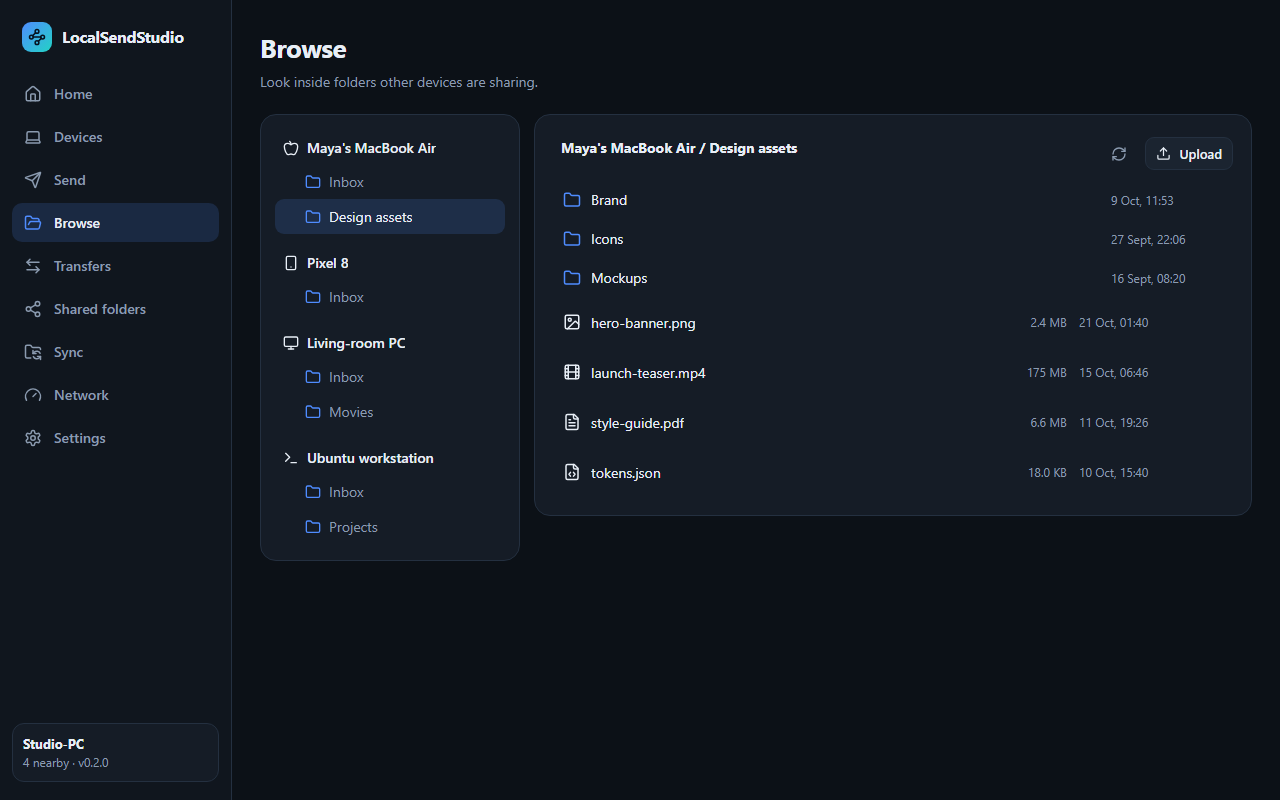 LocalSendStudio
Home
Devices
Send
Browse
Transfers
Shared folders
Sync
Network
Settings
Studio-PC
4 nearby · v0.2.0
Browse
Look inside folders other devices are sharing.
Maya's MacBook Air
Inbox
Design assets
Pixel 8
Inbox
Living-room PC
Inbox
Movies
Ubuntu workstation
Inbox
Projects
Maya's MacBook Air / Design assets
Upload
Brand 9 Oct, 11:53
Icons 27 Sept, 22:06
Mockups 16 Sept, 08:20
hero-banner.png 2.4 MB 21 Oct, 01:40
launch-teaser.mp4 175 MB 15 Oct, 06:46
style-guide.pdf 6.6 MB 11 Oct, 19:26
tokens.json 18.0 KB 10 Oct, 15:40